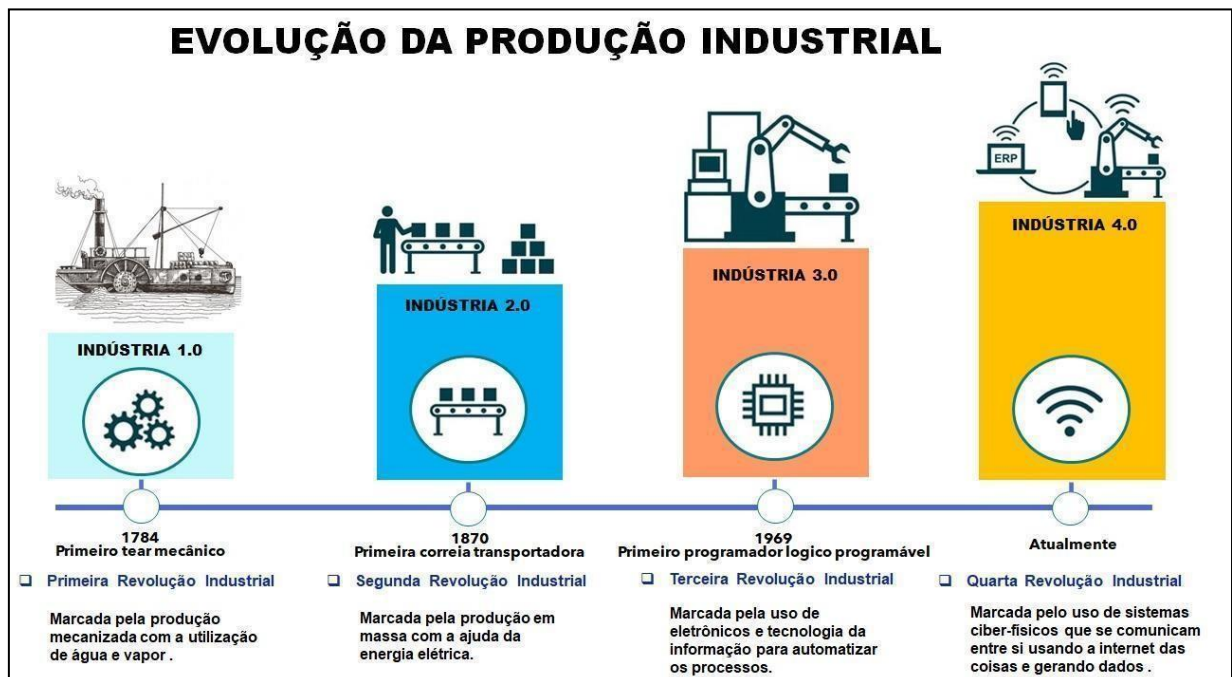 EVOLUÇÃO DA PRODUÇÃO INDUSTRIAL
ERP
INDÚSTRIA 1.0
INDÚSTRIA 2.0
INDÚSTRIA 3.0
INDÚSTRIA 4.0
1784
Primeiro tear mecânico
1870
Primeira correia transportadora
1969
Primeiro programador logico programável
Atualmente
Primeira Revolução Industrial
Marcada pela produção
mecanizada com a utilização
de água e vapor .
Segunda Revolução Industrial
Marcada pela produção em
massa com a ajuda da
energia elétrica.
Terceira Revolução Industrial
Marcada pela uso de
eletrônicos e tecnologia da
informação para automatizar
os processos.
Quarta Revolução Industrial
Marcada pelo uso de sistemas
ciber-físicos que se comunicam
entre si usando a internet das
coisas e gerando dados .